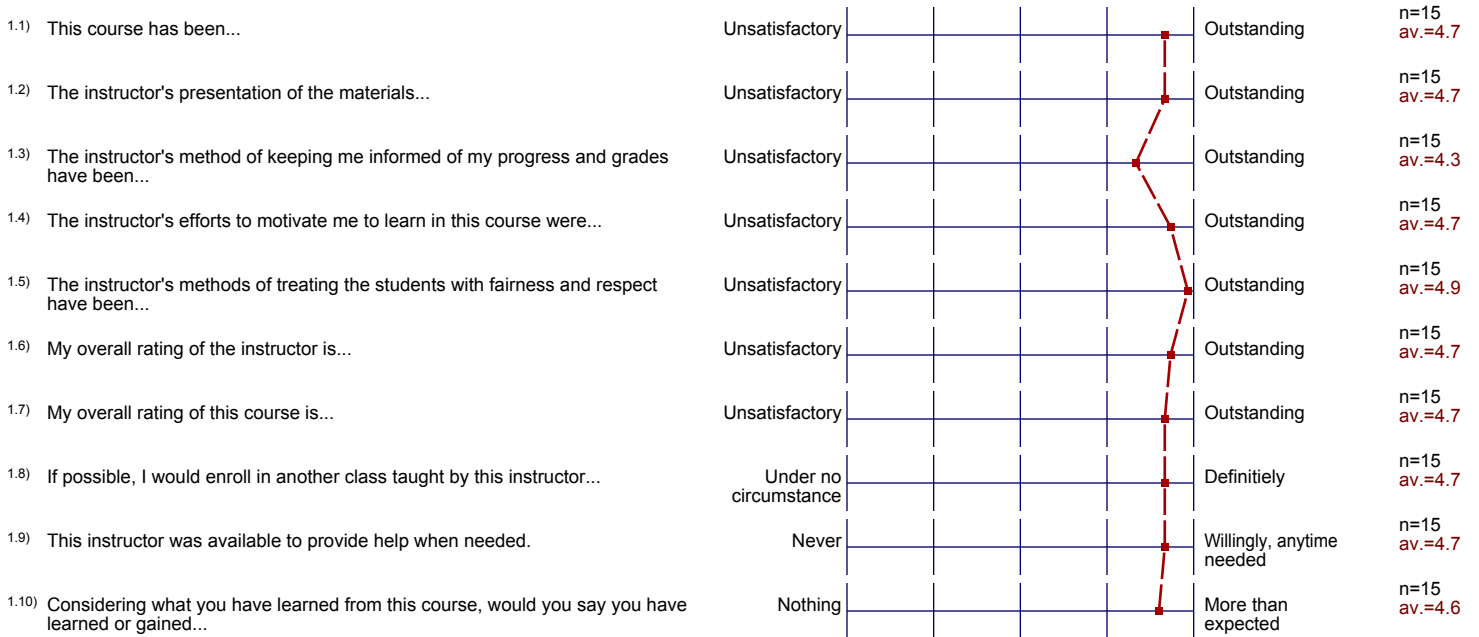 1.1) This course has been... Unsatisfactory Outstanding n=15
av.=4.7
1.2) The instructor's presentation of the materials... Unsatisfactory Outstanding n=15
av.=4.7
1.3) The instructor's method of keeping me informed of my progress and grades Unsatisfactory Outstanding n=15
have been... av.=4.3
1.4) The instructor's efforts to motivate me to learn in this course were... Unsatisfactory Outstanding n=15
av.=4.7
1.5) The instructor's methods of treating the students with fairness and respect Unsatisfactory Outstanding n=15
have been... av.=4.9
1.6) My overall rating of the instructor is... Unsatisfactory Outstanding n=15
av.=4.7
1.7) My overall rating of this course is... Unsatisfactory Outstanding n=15
av.=4.7
1.8) If possible, I would enroll in another class taught by this instructor... Under no Definitiely n=15
circumstance av.=4.7
1.9) This instructor was available to provide help when needed. Never Willingly, anytime n=15
needed av.=4.7
1.10) Considering what you have learned from this course, would you say you have Nothing More than n=15
learned or gained... expected av.=4.6